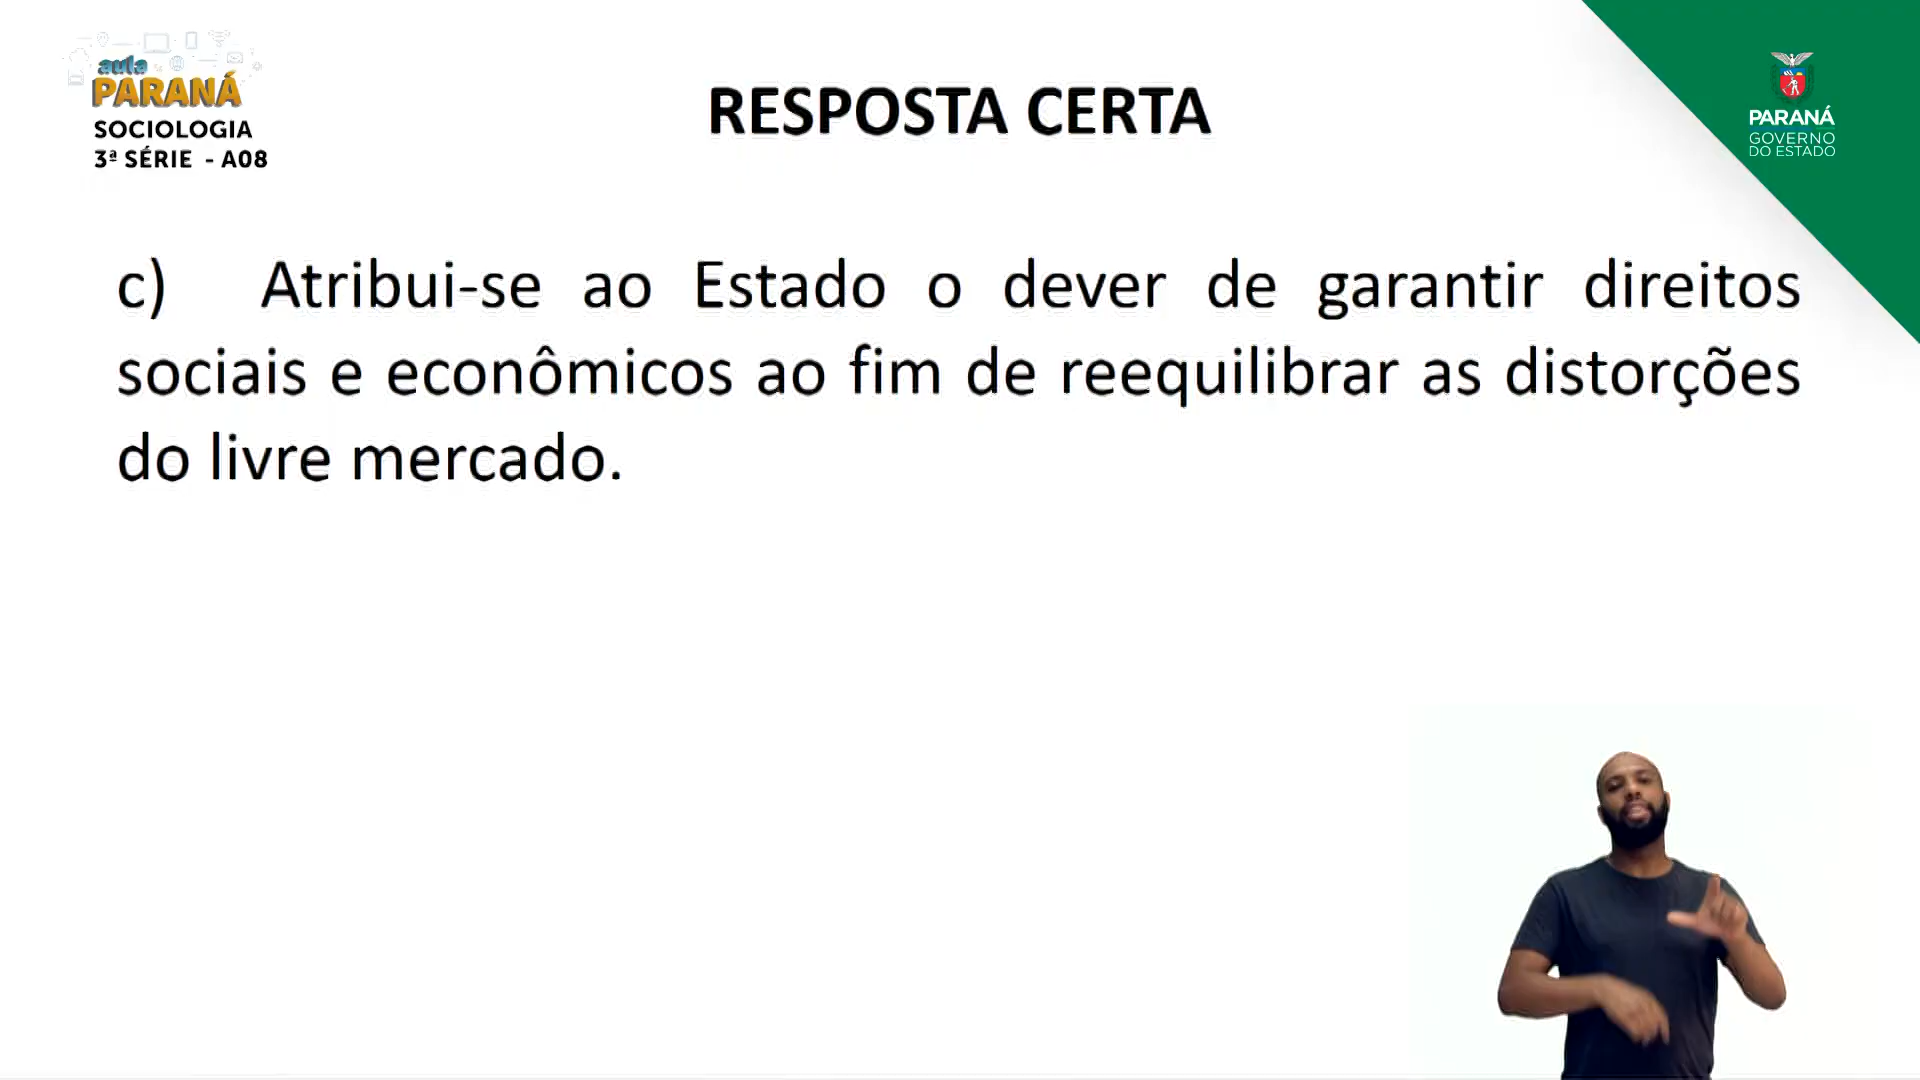 aula
PARANÁ
SOCIOLOGIA
3ª SÉRIE - A08
RESPOSTA CERTA
PARANÁ
GOVERNO
DO ESTADO
c) Atribui-se ao Estado o dever de garantir direitos
sociais e econômicos ao fim de reequilibrar as distorções
do livre mercado.